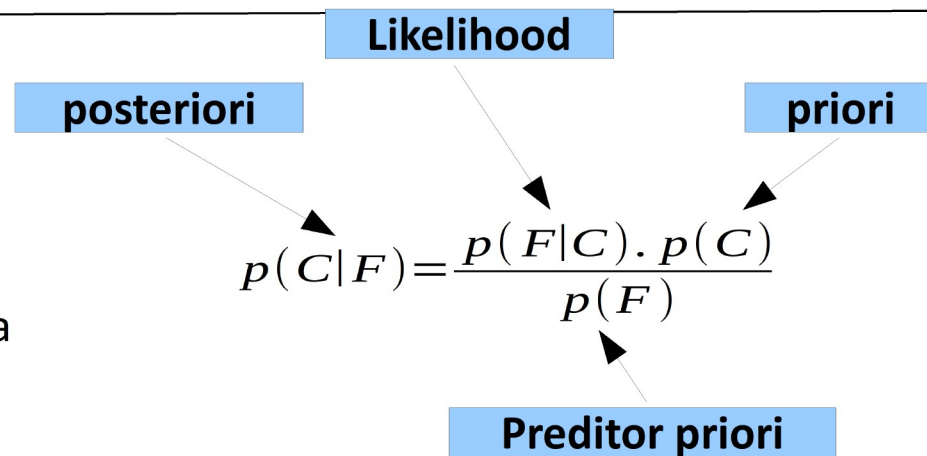 Likelihood
posteriori
priori
p(C|F)=p(F|C).p(C)
p(F)
a
Preditor priori